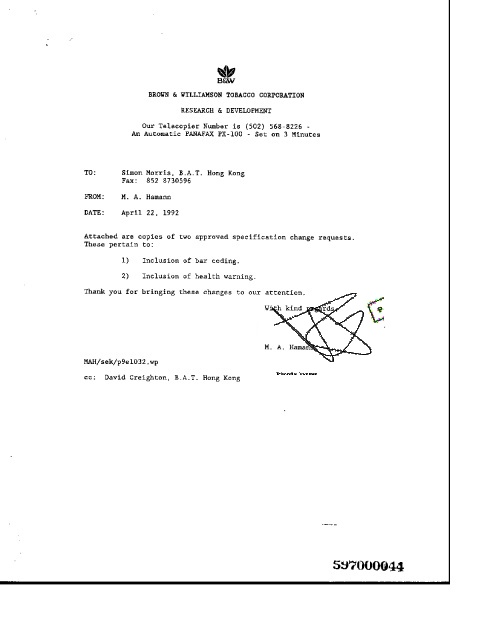 B&W
BROWN & WILLIAMSON TOBACCO CORPORATION
RESEARCH & DEVELOPMENT
Our Telecopier Number is (502) 568-8226 -
An Automatic PANAFAX PX-100 - Set on 3 Minutes
TO: Simon Morris, B.A.T. Hong Kong
Fax: 852 8730596
FROM: M. A. Hamann
DATE: April 22, 1992
Attached are copies of two approved specification change requests.
These pertain to:
1) Inclusion of bar coding.
2) Inclusion of health warning.
Thank you for bringing these changes to our attention.
With kind regards,
M. A. Hamann
MAH/sek/p9e1032.wp
cc: David Creighton, B.A.T. Hong Kong
597000044